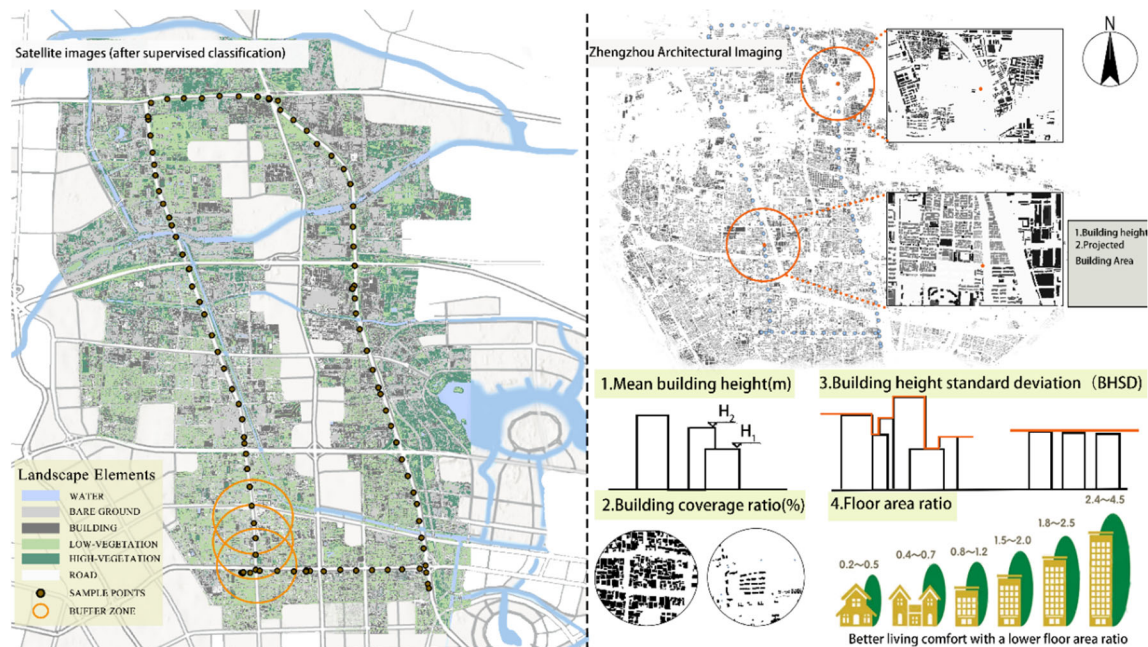 Satellite images (after supervised classification)
Landscape Elements
WATER
BARE GROUND
BUILDING
LOW-VEGETATION
HIGH-VEGETATION
ROAD
SAMPLE POINTS
BUFFER ZONE
Zhengzhou Architectural Imaging
N
1.Building height
2.Projected
Building Area
1.Mean building height(m)
H2
H1
2.Building coverage ratio(%)
3.Building height standard deviation (BHSD)
4.Floor area ratio
0.2~0.5
0.4~0.7
0.8~1.2
1.5~2.0
1.8~2.5
2.4~4.5
Better living comfort with a lower floor area ratio